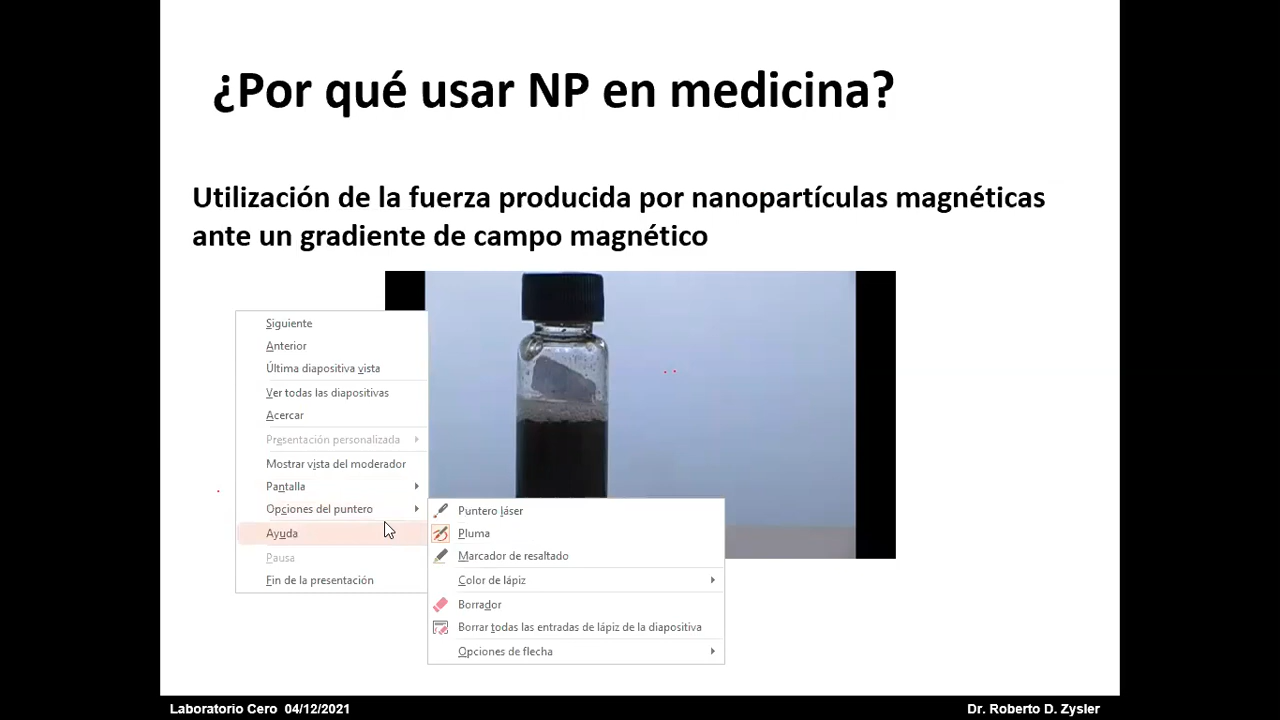 ¿Por qué usar NP en medicina?
Utilización de la fuerza producida por nanopartículas magnéticas
ante un gradiente de campo magnético
Siguiente
Anterior
Última diapositiva vista
Ver todas las diapositivas
Acercar
Presentación personalizada
Mostrar vista del moderador
Pantalla
Opciones del puntero
Ayuda
Pausa
Fin de la presentación
Puntero láser
Pluma
Marcador de resaltado
Color de lápiz
Borrador
Borrar todas las entradas de lápiz de la diapositiva
Opciones de flecha
Laboratorio Cero 04/12/2021
Dr. Roberto D. Zysler